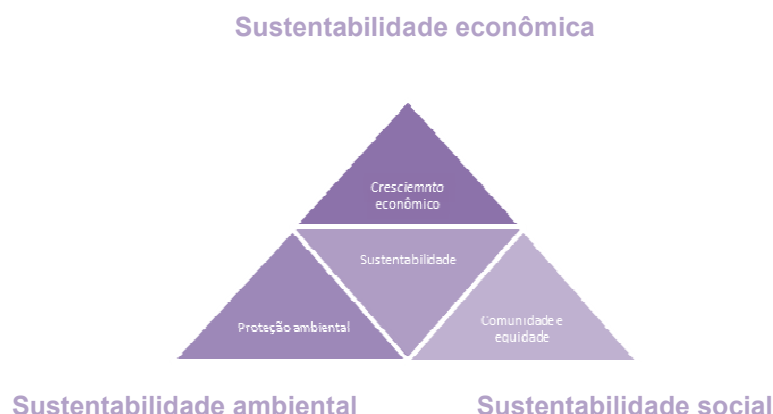 Sustentabilidade econômica
Cresciemnto
econômico
Sustentabilidade
Proteção ambiental
Comunidade e
equidade
Sustentabilidade ambiental
Sustentabilidade social